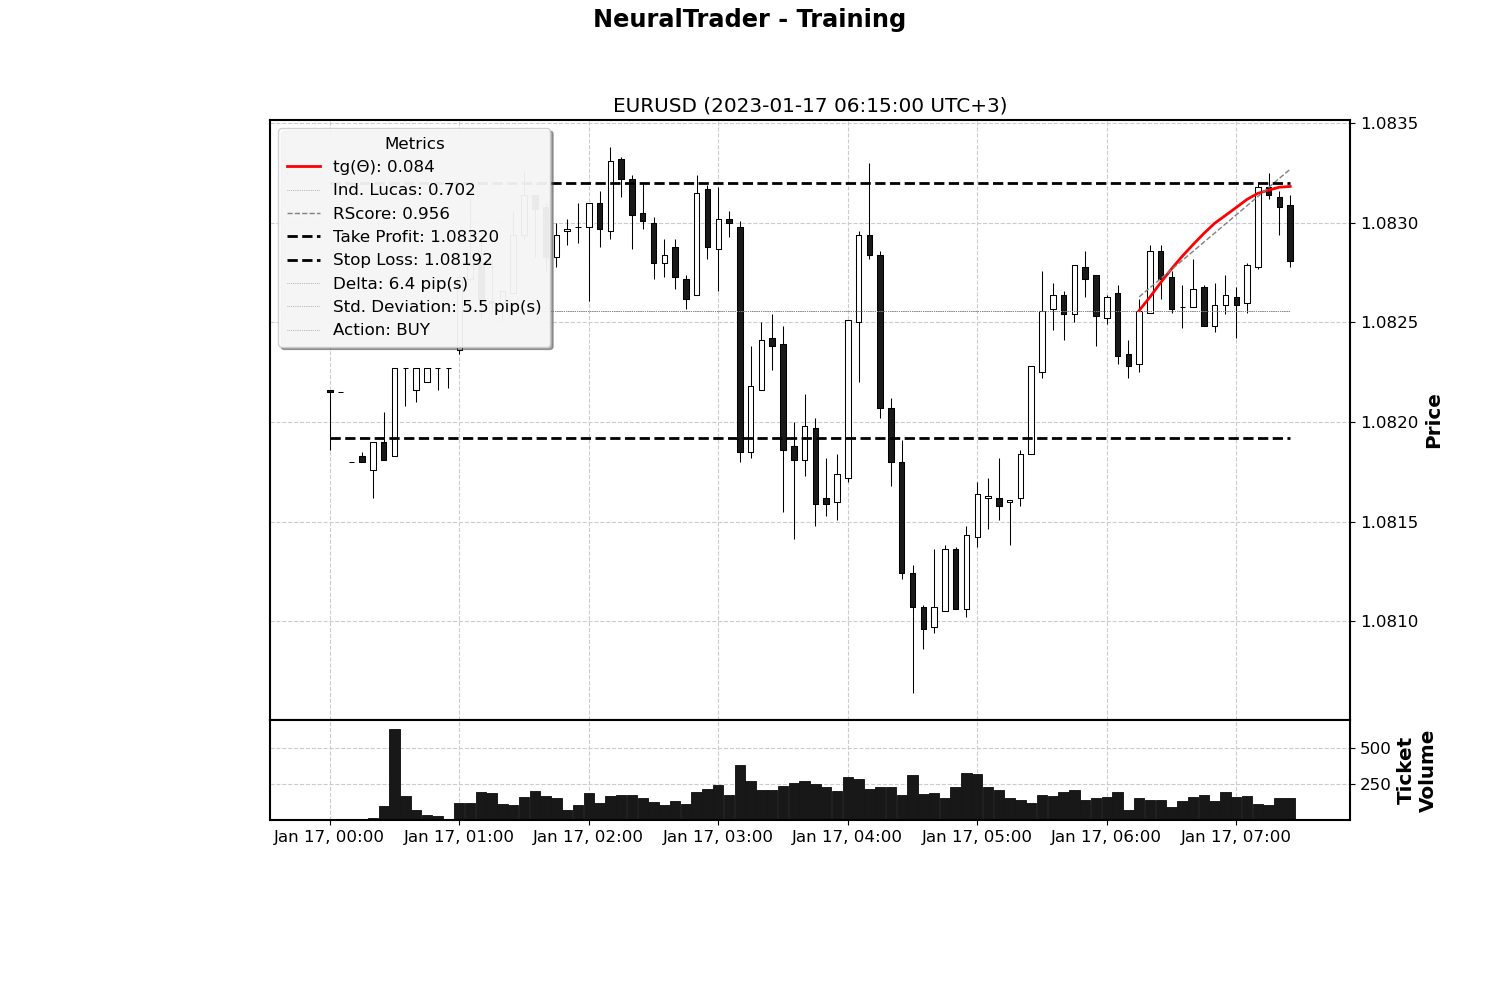 NeuralTrader - Training
EURUSD (2023-01-17 06:15:00 UTC+3)
Metrics
tg(Θ): 0.084
Ind. Lucas: 0.702
RScore: 0.956
Take Profit: 1.08320
Stop Loss: 1.08192
Delta: 6.4 pip(s)
Std. Deviation: 5.5 pip(s)
Action: BUY
1.0835
1.0830
1.0825
1.0820
1.0815
1.0810
Price
500
250
Ticket
Volume
Jan 17, 00:00
Jan 17, 01:00
Jan 17, 02:00
Jan 17, 03:00
Jan 17, 04:00
Jan 17, 05:00
Jan 17, 06:00
Jan 17, 07:00